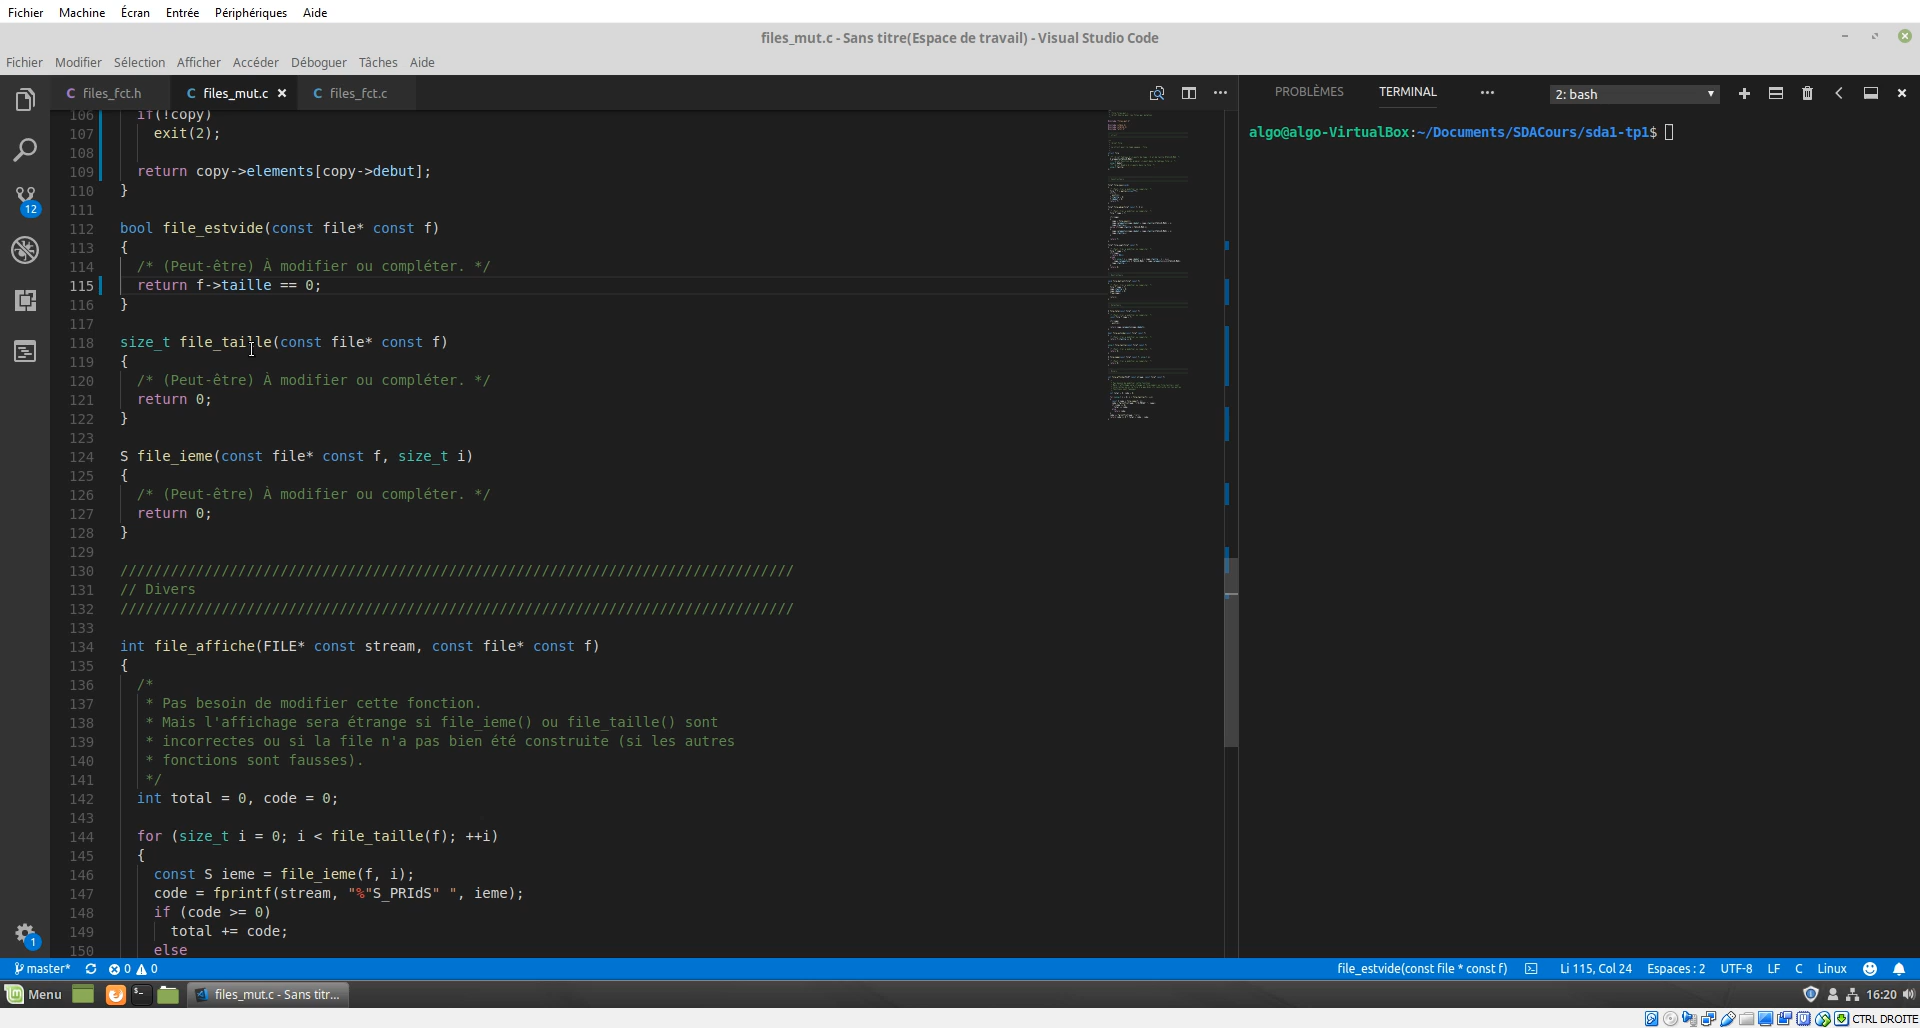 Fichier Machine Écran Entrée Périphériques Aide
files_mut.c - Sans titre(Espace de travail) - Visual Studio Code
Fichier Modifier Sélection Afficher Accéder Déboguer Tâches Aide
C files_fct.h C files_mut.c × C files_fct.c
PROBLÈMES TERMINAL ··· 2: bash
algo@algo-VirtualBox:~/Documents/SDACours/sda1-tp1$
106 if(!copy)
107 exit(2);
108
109 return copy->elements[copy->debut];
110 }
111
112 bool file_estvide(const file* const f)
113 {
114 /* (Peut-être) À modifier ou compléter. */
115 return f->taille == 0;
116 }
117
118 size_t file_taille(const file* const f)
119 {
120 /* (Peut-être) À modifier ou compléter. */
121 return 0;
122 }
123
124 S file_ieme(const file* const f, size_t i)
125 {
126 /* (Peut-être) À modifier ou compléter. */
127 return 0;
128 }
129
130 ////////////////////////////////////////////////////////////////////////////////
131 // Divers
132 ////////////////////////////////////////////////////////////////////////////////
133
134 int file_affiche(FILE* const stream, const file* const f)
135 {
136 /*
137 * Pas besoin de modifier cette fonction.
138 * Mais l'affichage sera étrange si file_ieme() ou file_taille() sont
139 * incorrectes ou si la file n'a pas bien été construite (si les autres
140 * fonctions sont fausses).
141 */
142 int total = 0, code = 0;
143
144 for (size_t i = 0; i < file_taille(f); ++i)
145 {
146 const S ieme = file_ieme(f, i);
147 code = fprintf(stream, "%"S_PRIdS" ", ieme);
148 if (code >= 0)
149 total += code;
150 else
12
1
master* 0 0 file_estvide(const file * const f) Li 115, Col 24 Espaces : 2 UTF-8 LF C Linux
Menu files_mut.c - Sans titr... 16:20
CTRL DROITE